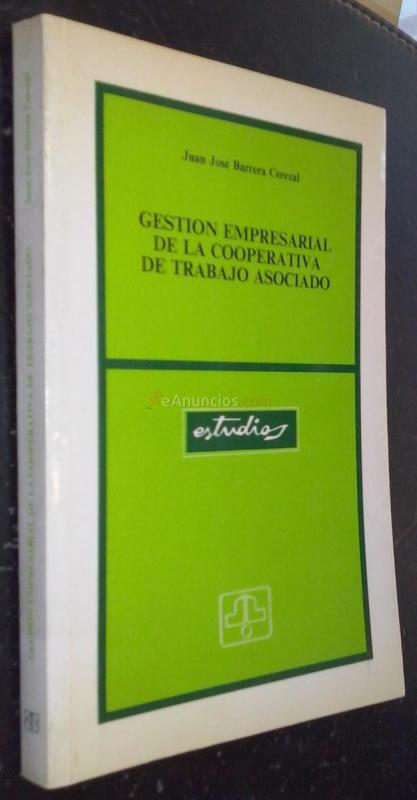 Juan José Barrera Cerezal
GESTION EMPRESARIAL
DE LA COOPERATIVA
DE TRABAJO ASOCIADO
eAnuncios.com
estudios
Juan José Barrera Cerezal
GESTION EMPRESARIAL DE LA COOPERATIVA DE TRABAJO ASOCIADO